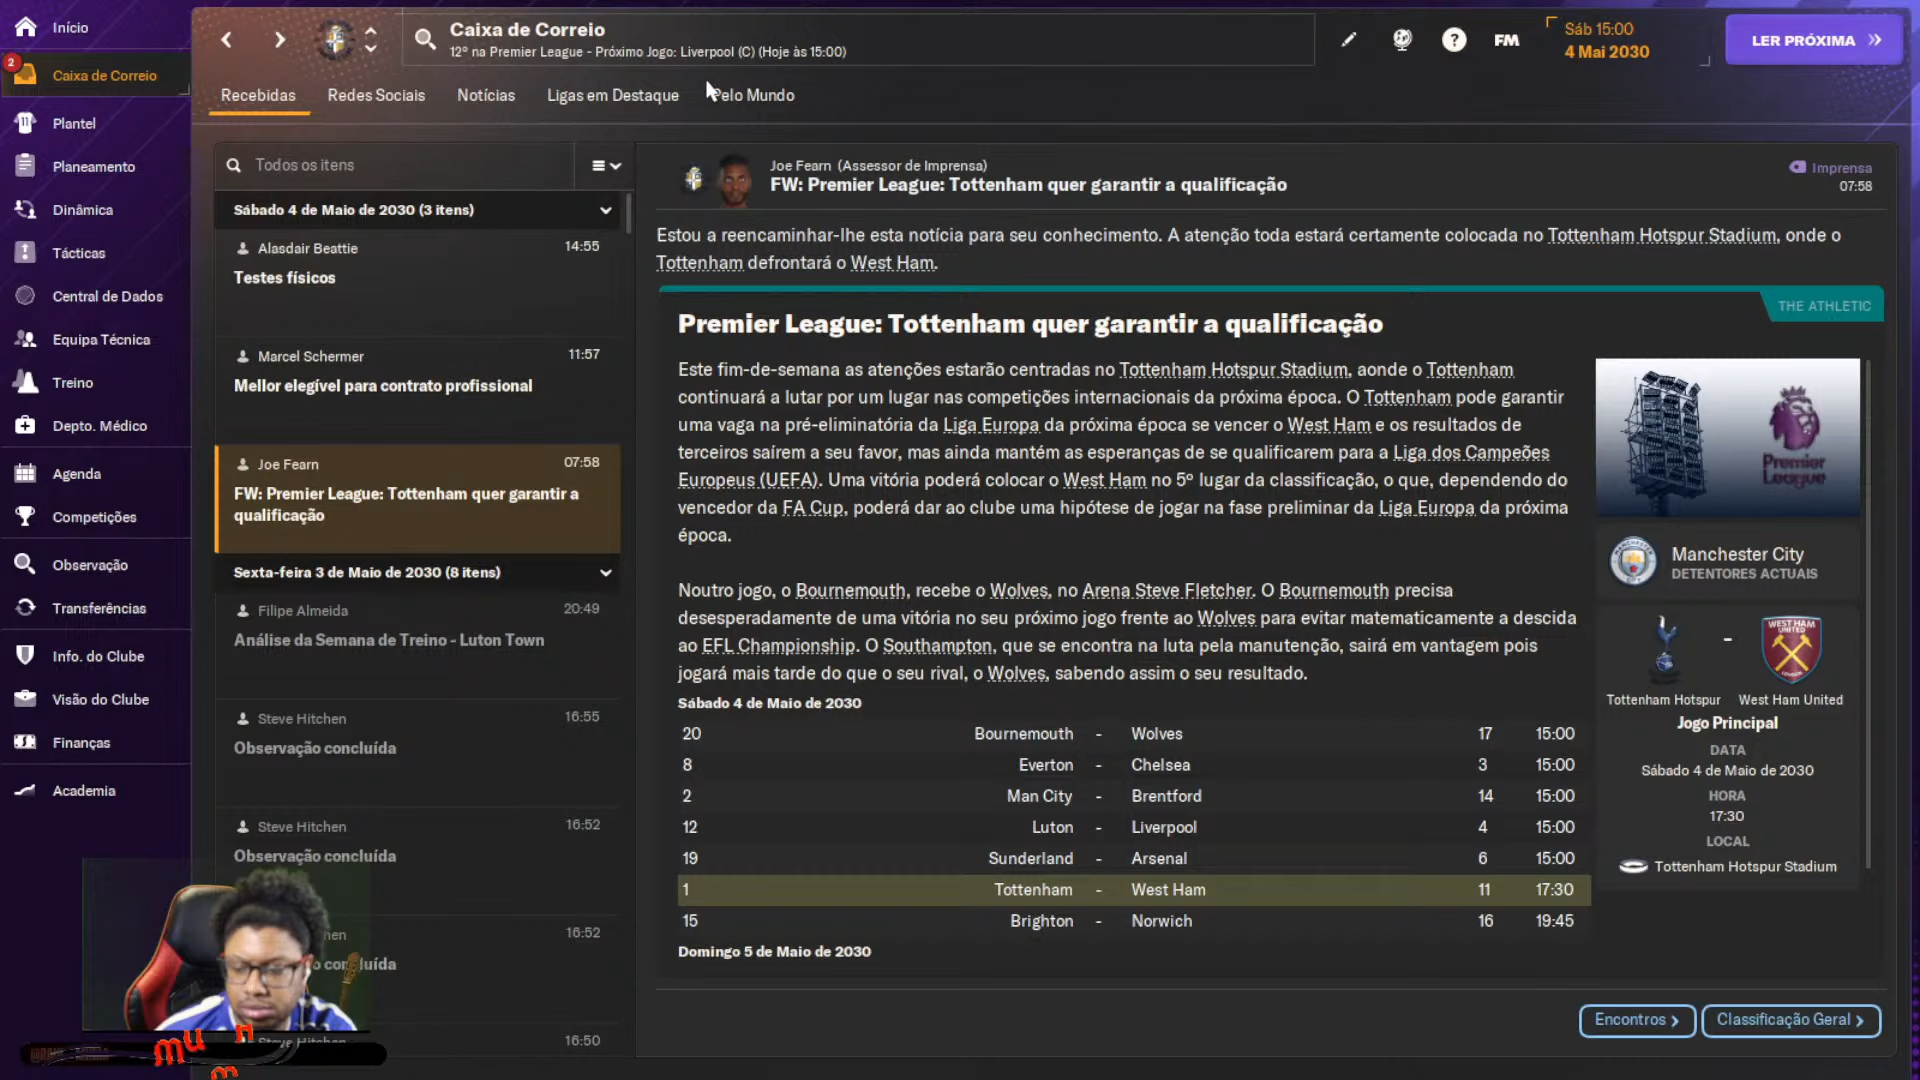 Início
2
Caixa de Correio
Plantel
Planeamento
Dinâmica
Tácticas
Central de Dados
Equipa Técnica
Treino
Depto. Médico
Agenda
Competições
Observação
Transferências
Info. do Clube
Visão do Clube
Finanças
Academia
Caixa de Correio
12º na Premier League - Próximo Jogo: Liverpool (C) (Hoje às 15:00)
FM
Sáb 15:00
4 Mai 2030
LER PRÓXIMA
Recebidas
Redes Sociais
Notícias
Ligas em Destaque
Pelo Mundo
Todos os itens
Sábado 4 de Maio de 2030 (3 itens)
Alasdair Beattie 14:55
Testes físicos
Marcel Schermer 11:57
Mellor elegível para contrato profissional
Joe Fearn 07:58
FW: Premier League: Tottenham quer garantir a
qualificação
Sexta-feira 3 de Maio de 2030 (8 itens)
Filipe Almeida 20:49
Análise da Semana de Treino - Luton Town
Steve Hitchen 16:55
Observação concluída
Steve Hitchen 16:52
Observação concluída
16:52
Steve Hitchen 16:50
Joe Fearn (Assessor de Imprensa)
FW: Premier League: Tottenham quer garantir a qualificação
Imprensa
07:58
Estou a reencaminhar-lhe esta notícia para seu conhecimento. A atenção toda estará certamente colocada no Tottenham Hotspur Stadium, onde o
Tottenham defrontará o West Ham.
THE ATHLETIC
Premier League: Tottenham quer garantir a qualificação
Este fim-de-semana as atenções estarão centradas no Tottenham Hotspur Stadium, aonde o Tottenham
continuará a lutar por um lugar nas competições internacionais da próxima época. O Tottenham pode garantir
uma vaga na pré-eliminatória da Liga Europa da próxima época se vencer o West Ham e os resultados de
terceiros saírem a seu favor, mas ainda mantém as esperanças de se qualificarem para a Liga dos Campeões
Europeus (UEFA). Uma vitória poderá colocar o West Ham no 5º lugar da classificação, o que, dependendo do
vencedor da FA Cup, poderá dar ao clube uma hipótese de jogar na fase preliminar da Liga Europa da próxima
época.
Noutro jogo, o Bournemouth, recebe o Wolves, no Arena Steve Fletcher. O Bournemouth precisa
desesperadamente de uma vitória no seu próximo jogo frente ao Wolves para evitar matematicamente a descida
ao EFL Championship. O Southampton, que se encontra na luta pela manutenção, sairá em vantagem pois
jogará mais tarde do que o seu rival, o Wolves, sabendo assim o seu resultado.
Sábado 4 de Maio de 2030
20 Bournemouth - Wolves 17 15:00
8 Everton - Chelsea 3 15:00
2 Man City - Brentford 14 15:00
12 Luton - Liverpool 4 15:00
19 Sunderland - Arsenal 6 15:00
1 Tottenham - West Ham 11 17:30
15 Brighton - Norwich 16 19:45
Domingo 5 de Maio de 2030
Premier
League
Manchester City
DETENTORES ACTUAIS
-
WEST HAM
UNITED
Tottenham Hotspur
West Ham United
Jogo Principal
DATA
Sábado 4 de Maio de 2030
HORA
17:30
LOCAL
Tottenham Hotspur Stadium
Encontros
Classificação Geral